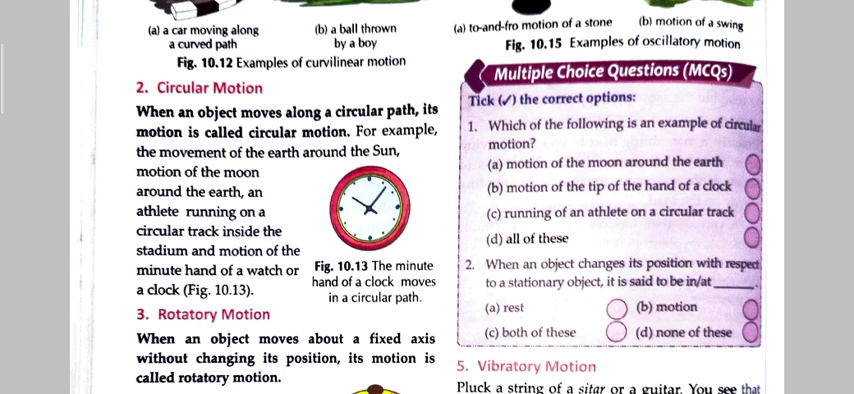 (a) a car moving along
a curved path
(b) a ball thrown
by a boy
Fig. 10.12 Examples of curvilinear motion
2. Circular Motion
When an object moves along a circular path, its
motion is called circular motion. For example,
the movement of the earth around the Sun,
motion of the moon
around the earth, an
athlete running on a
circular track inside the
stadium and motion of the
minute hand of a watch or
a clock (Fig. 10.13).
Fig. 10.13 The minute
hand of a clock moves
in a circular path.
3. Rotatory Motion
When an object moves about a fixed axis
without changing its position, its motion is
called rotatory motion.
(a) to-and-fro motion of a stone
(b) motion of a swing
Fig. 10.15 Examples of oscillatory motion
Multiple Choice Questions (MCQs)
Tick (✓) the correct options:
1. Which of the following is an example of circular
motion?
(a) motion of the moon around the earth
(b) motion of the tip of the hand of a clock
(c) running of an athlete on a circular track
(d) all of these
2. When an object changes its position with respect
to a stationary object, it is said to be in/at ______.
(a) rest
(b) motion
(c) both of these
(d) none of these
5. Vibratory Motion
Pluck a string of a sitar or a guitar. You see that